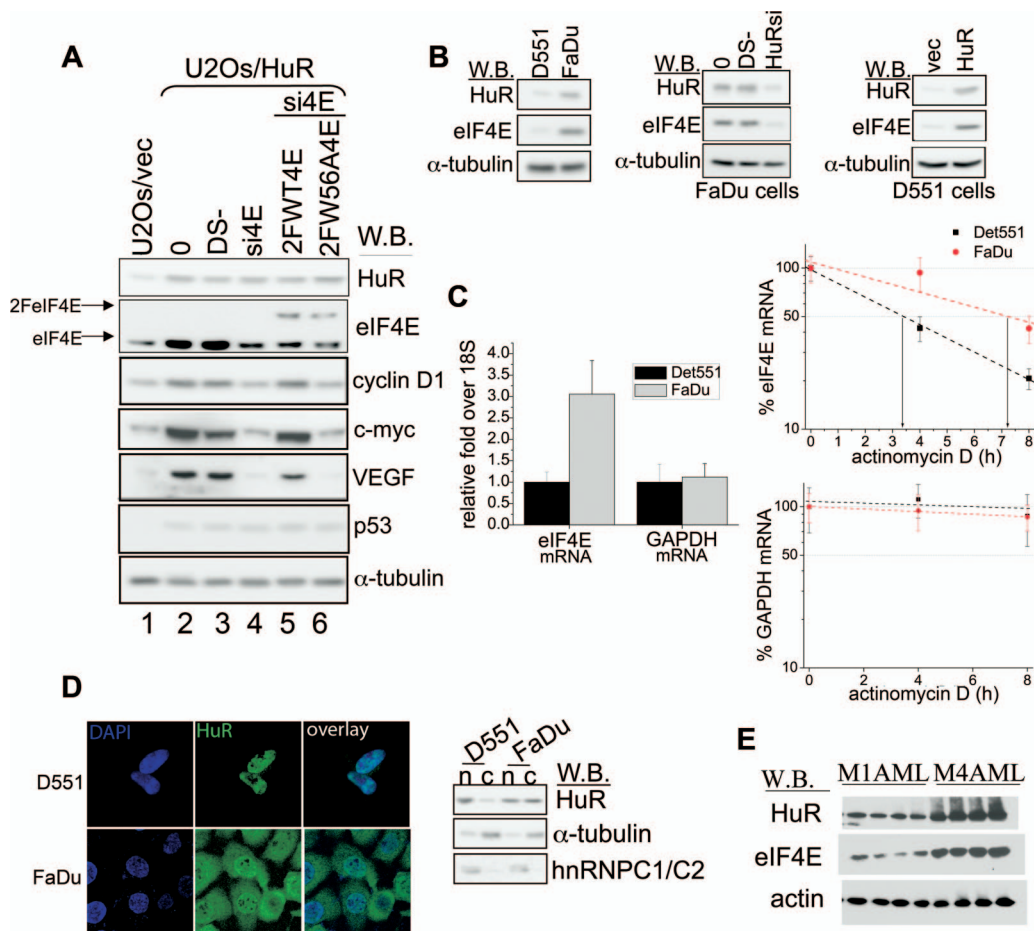 A
U2Os/HuR
si4E
U2Os/vec
0
DS-
si4E
2FWT4E
2FW56A4E
W.B.
HuR
2FeIF4E
eIF4E
eIF4E
cyclin D1
c-myc
VEGF
p53
α-tubulin
1 2 3 4 5 6
B
W.B.
D551
FaDu
HuR
eIF4E
α-tubulin
W.B.
0
DS-
HuRsi
HuR
eIF4E
α-tubulin
FaDu cells
W.B.
vec
HuR
HuR
eIF4E
α-tubulin
D551 cells
C
relative fold over 18S
4.0
3.5
3.0
2.5
2.0
1.5
1.0
0.5
0.0
Det551
FaDu
eIF4E
mRNA
GAPDH
mRNA
Det551
FaDu
% eIF4E mRNA
100
50
10
0 1 2 3 4 5 6 7 8
actinomycin D (h)
% GAPDH mRNA
100
50
10
0 2 4 6 8
actinomycin D (h)
D
DAPI
HuR
overlay
D551
FaDu
D551
FaDu
n c n c
W.B.
HuR
α-tubulin
hnRNPC1/C2
E
W.B.
M1AML M4AML
HuR
eIF4E
actin